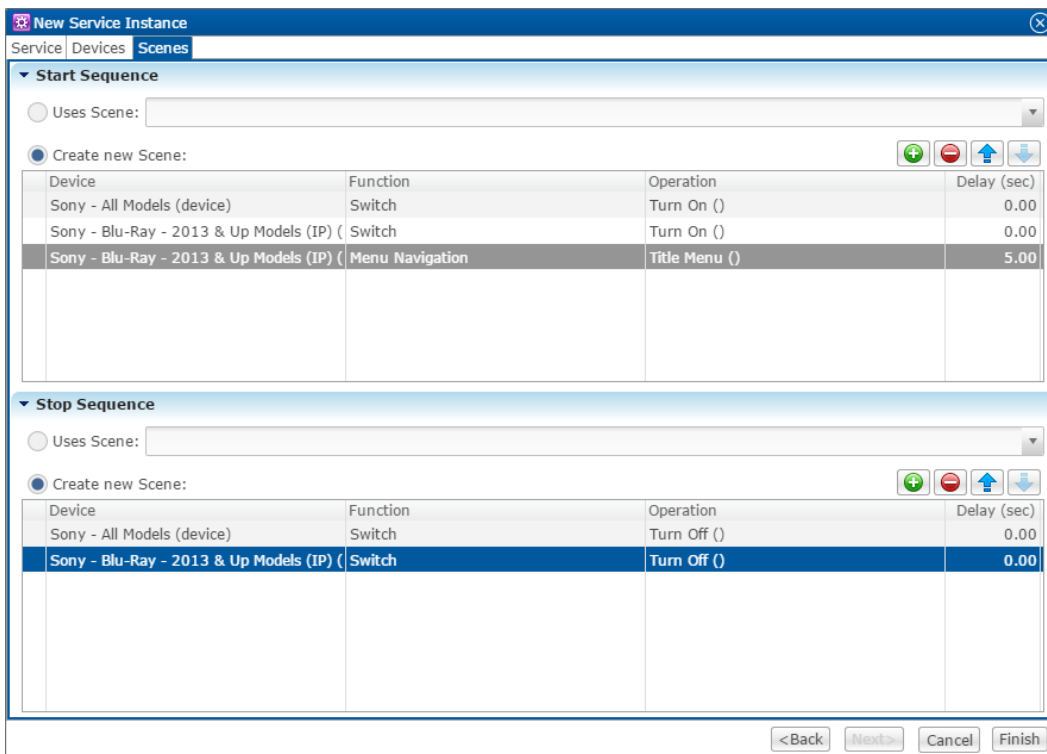 New Service Instance
Service Devices Scenes
Start Sequence
Uses Scene:
Create new Scene:
Device Function Operation Delay (sec)
Sony - All Models (device) Switch Turn On () 0.00
Sony - Blu-Ray - 2013 & Up Models (IP) ( Switch Turn On () 0.00
Sony - Blu-Ray - 2013 & Up Models (IP) ( Menu Navigation Title Menu () 5.00
Stop Sequence
Uses Scene:
Create new Scene:
Device Function Operation Delay (sec)
Sony - All Models (device) Switch Turn Off () 0.00
Sony - Blu-Ray - 2013 & Up Models (IP) ( Switch Turn Off () 0.00
<Back Next> Cancel Finish